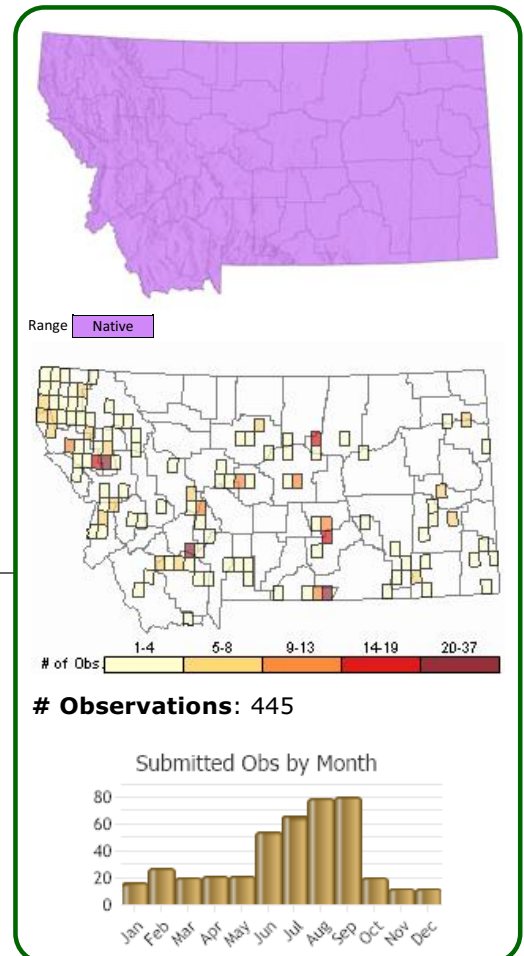 Range Native
1-4 5-8 9-13 14-19 20-37
# of Obs.
# Observations: 445
Submitted Obs by Month
80
60
40
20
0
Jan Feb Mar Apr May Jun Jul Aug Sep Oct Nov Dec